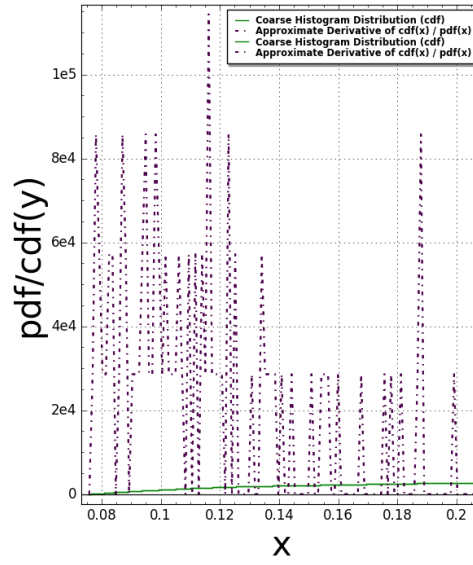 Coarse Histogram Distribution (cdf)
Approximate Derivative of cdf(x) / pdf(x)
Coarse Histogram Distribution (cdf)
Approximate Derivative of cdf(x) / pdf(x)
1e5
8e4
6e4
4e4
2e4
0
pdf/cdf(y)
0.08 0.1 0.12 0.14 0.16 0.18 0.2
x